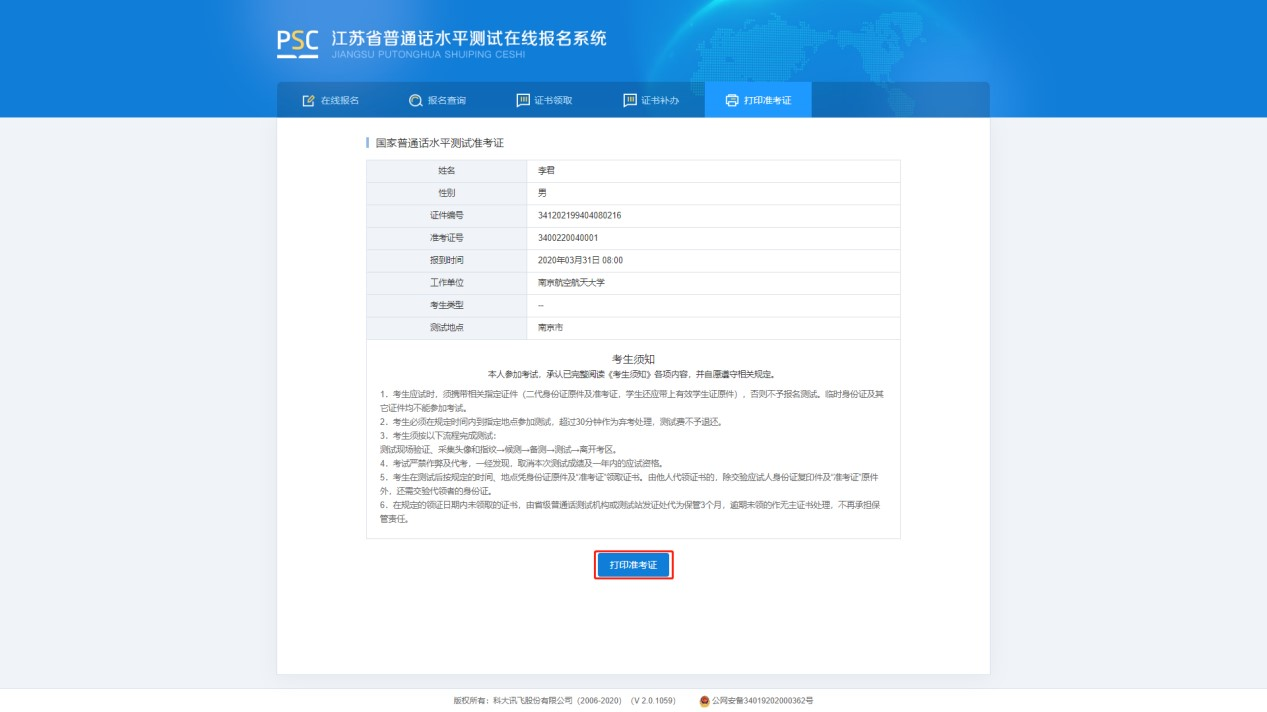 PSC 江苏省普通话水平测试在线报名系统
JIANGSU PUTONGHUA SHUIPING CESHI
在线报名 报名查询 证书领取 证书补办 打印准考证
国家普通话水平测试准考证
姓名 李君
性别 男
证件编号 341202199404080216
准考证号 3400220040001
报到时间 2020年03月31日 08:00
工作单位 南京航空航天大学
考生类型 --
测试地点 南京市
考生须知
本人参加考试，承认已完整阅读《考生须知》各项内容，并自愿遵守相关规定。
1、考生应试时，须携带相关指定证件（二代身份证原件及准考证，学生还应带上有效学生证原件），否则不予报名测试。临时身份证及其
它证件均不能参加考试。
2、考生必须在规定时间内到指定地点参加测试，超过30分钟作为弃考处理，测试费不予退还。
3、考生须按以下流程完成测试：
测试现场验证、采集头像和指纹→候测→备测→测试→离开考区。
4、考试严禁作弊及代考，一经发现、取消本次测试成绩及一年内的应试资格。
5、考生在测试后按规定的时间、地点凭身份证原件及“准考证”领取证书。由他人代领证书的，除交验应试人身份证复印件及“准考证”原件
外，还需交验代领者的身份证。
6、在规定的领证日期内未领取的证书，由省级普通话测试机构或测试站发证处代为保管3个月，逾期未领的作无主证书处理，不再承担保
管责任。
打印准考证
版权所有：科大讯飞股份有限公司（2006-2020）（V 2.0.1059） 公网安备34019202000362号